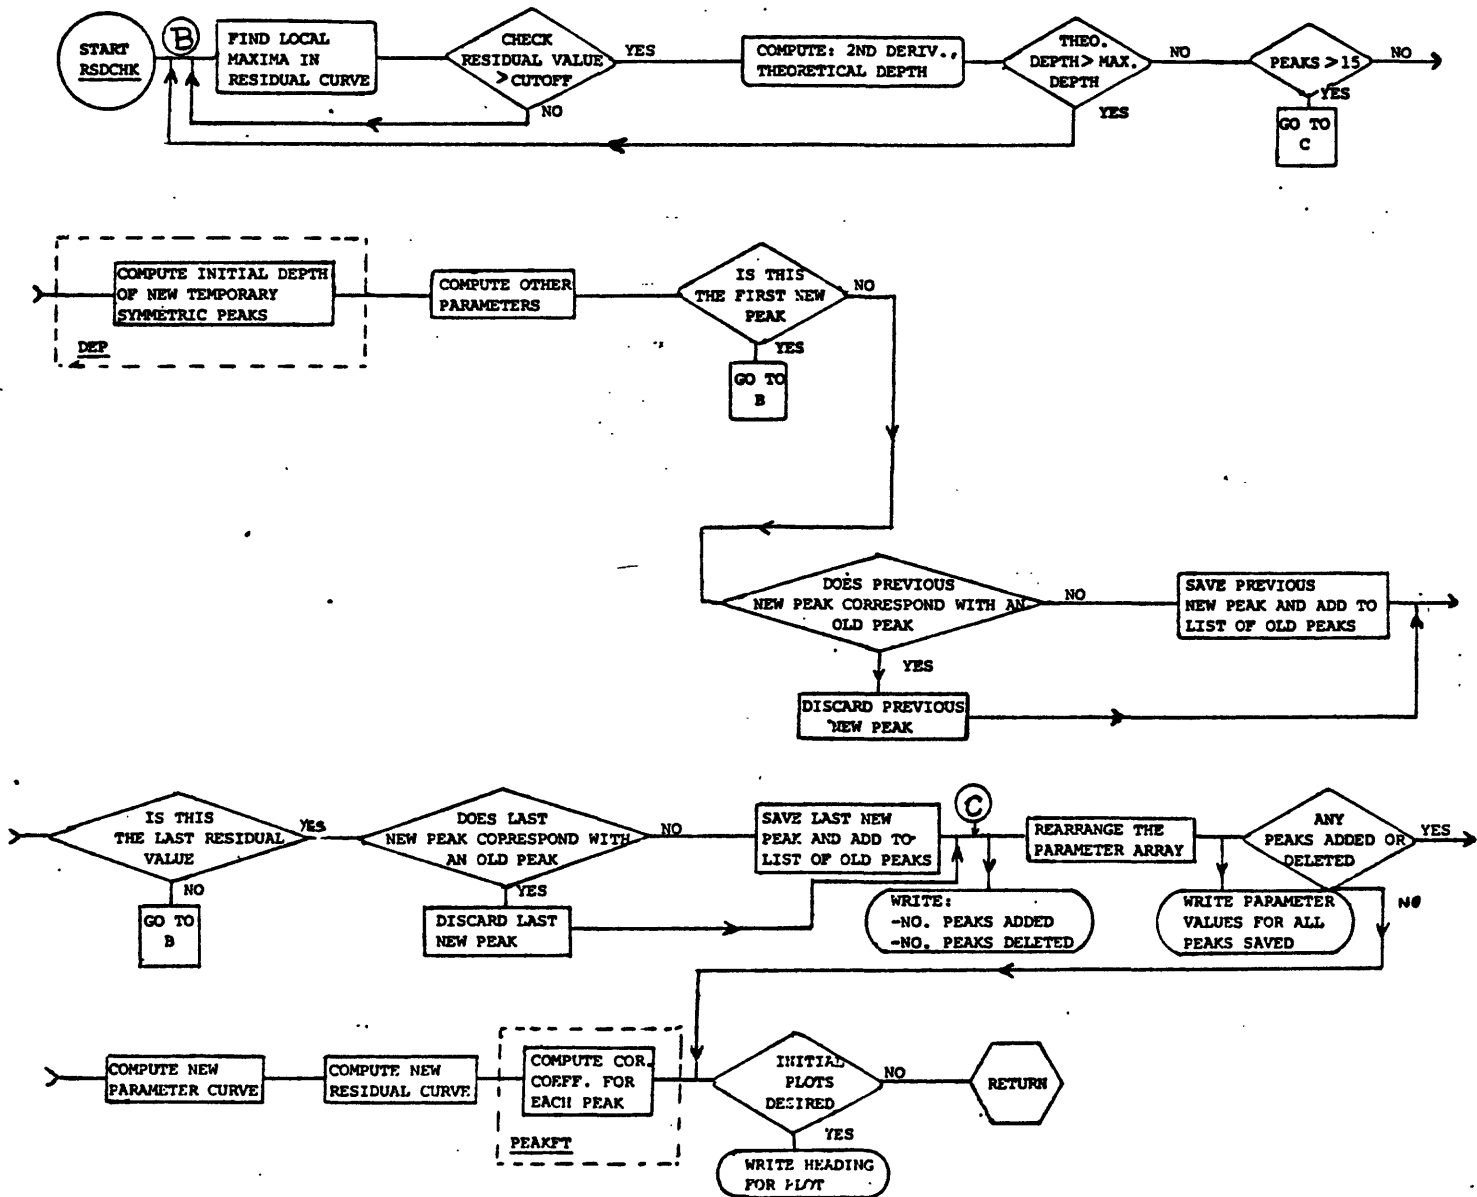 START
RSDCHK
B
FIND LOCAL
MAXIMA IN
RESIDUAL CURVE
CHECK
RESIDUAL VALUE
>CUTOFF
YES
NO
COMPUTE: 2ND DERIV.,
THEORETICAL DEPTH
THEO.
DEPTH> MAX.
DEPTH
NO
YES
PEAKS >15
NO
YES
GO TO
C
COMPUTE INITIAL DEPTH
OF NEW TEMPORARY
SYMMETRIC PEAKS
DEP
COMPUTE OTHER
PARAMETERS
IS THIS
THE FIRST NEW
PEAK
NO
YES
GO TO
B
DOES PREVIOUS
NEW PEAK CORRESPOND WITH AN
OLD PEAK
NO
YES
SAVE PREVIOUS
NEW PEAK AND ADD TO
LIST OF OLD PEAKS
DISCARD PREVIOUS
NEW PEAK
IS THIS
THE LAST RESIDUAL
VALUE
YES
NO
GO TO
B
DOES LAST
NEW PEAK CORRESPOND WITH
AN OLD PEAK
NO
YES
DISCARD LAST
NEW PEAK
SAVE LAST NEW
PEAK AND ADD TO
LIST OF OLD PEAKS
C
WRITE:
-NO. PEAKS ADDED
-NO. PEAKS DELETED
REARRANGE THE
PARAMETER ARRAY
WRITE PARAMETER
VALUES FOR ALL
PEAKS SAVED
ANY
PEAKS ADDED OR
DELETED
YES
NO
COMPUTE NEW
PARAMETER CURVE
COMPUTE NEW
RESIDUAL CURVE
COMPUTE COR.
COEFF. FOR
EACH PEAK
PEAKFT
INITIAL
PLOTS
DESIRED
NO
YES
RETURN
WRITE HEADING
FOR PLOT